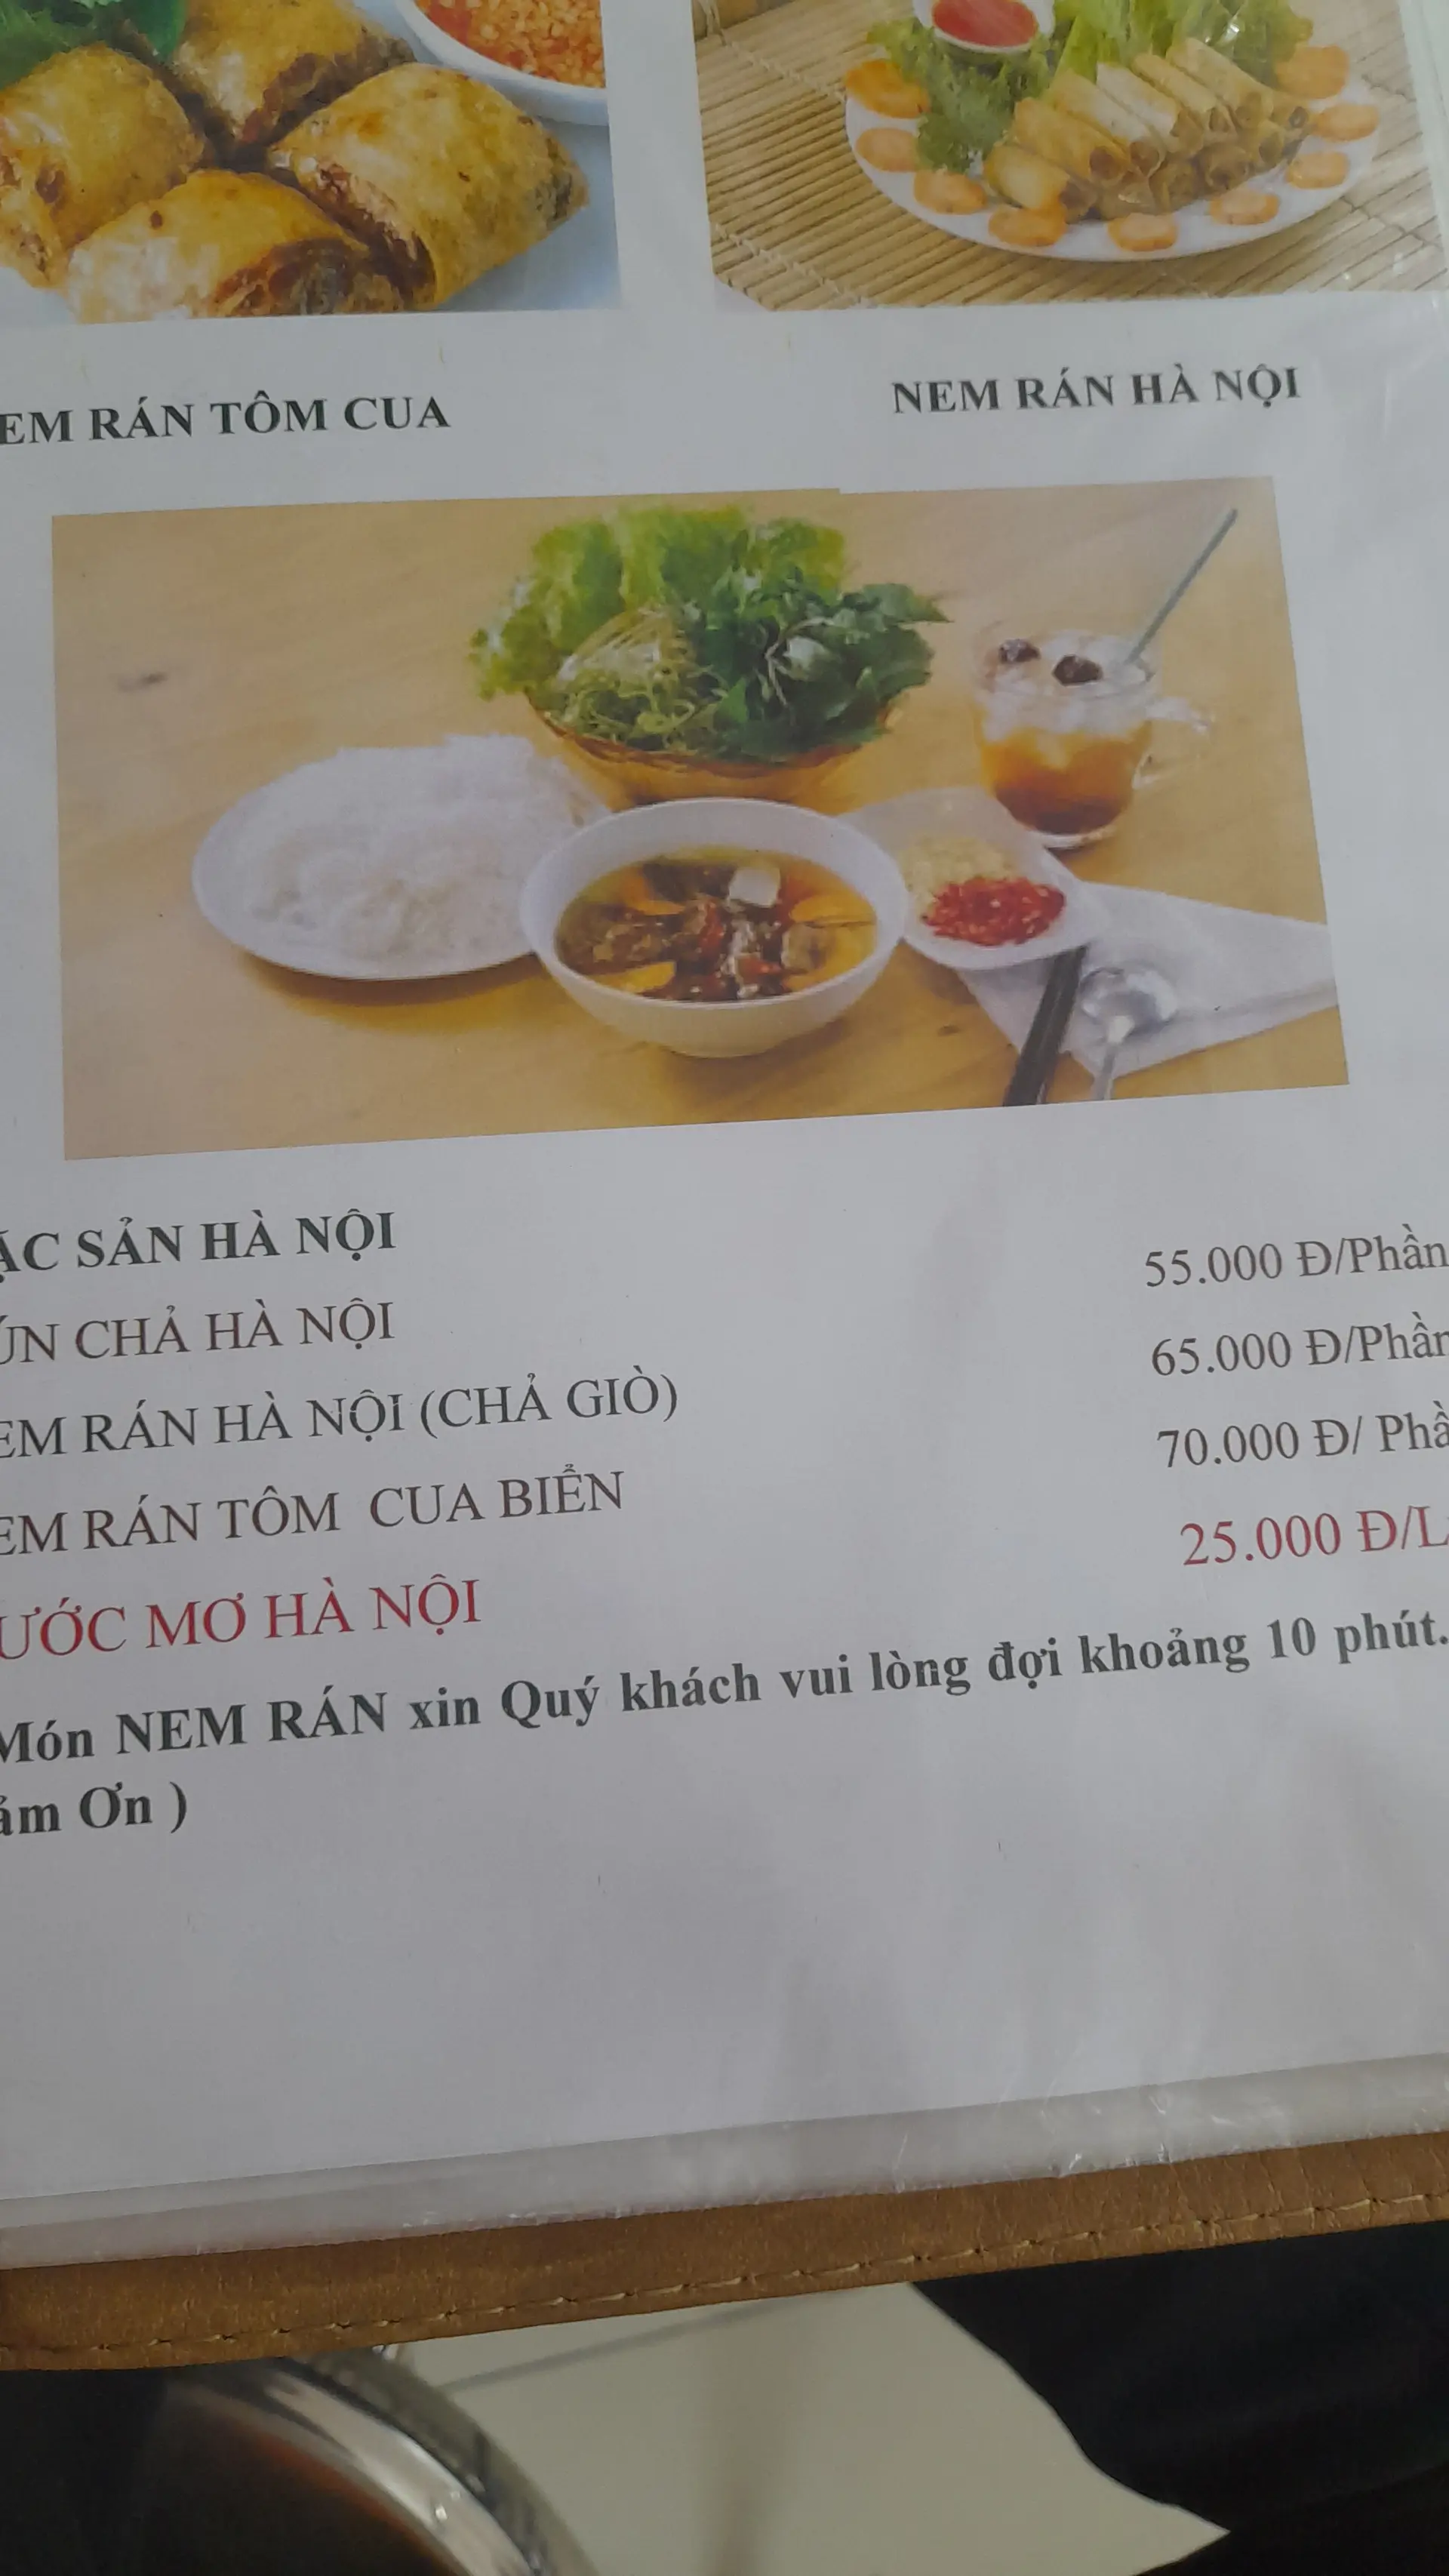 EM RÁN TÔM CUA
NEM RÁN HÀ NỘI
ẶC SẢN HÀ NỘI
ÚN CHẢ HÀ NỘI 55.000 Đ/Phần
EM RÁN HÀ NỘI (CHẢ GIÒ) 65.000 Đ/Phần
EM RÁN TÔM CUA BIỂN 70.000 Đ/ Phầ
ƯỚC MƠ HÀ NỘI 25.000 Đ/L
Món NEM RÁN xin Quý khách vui lòng đợi khoảng 10 phút.
ảm Ơn )